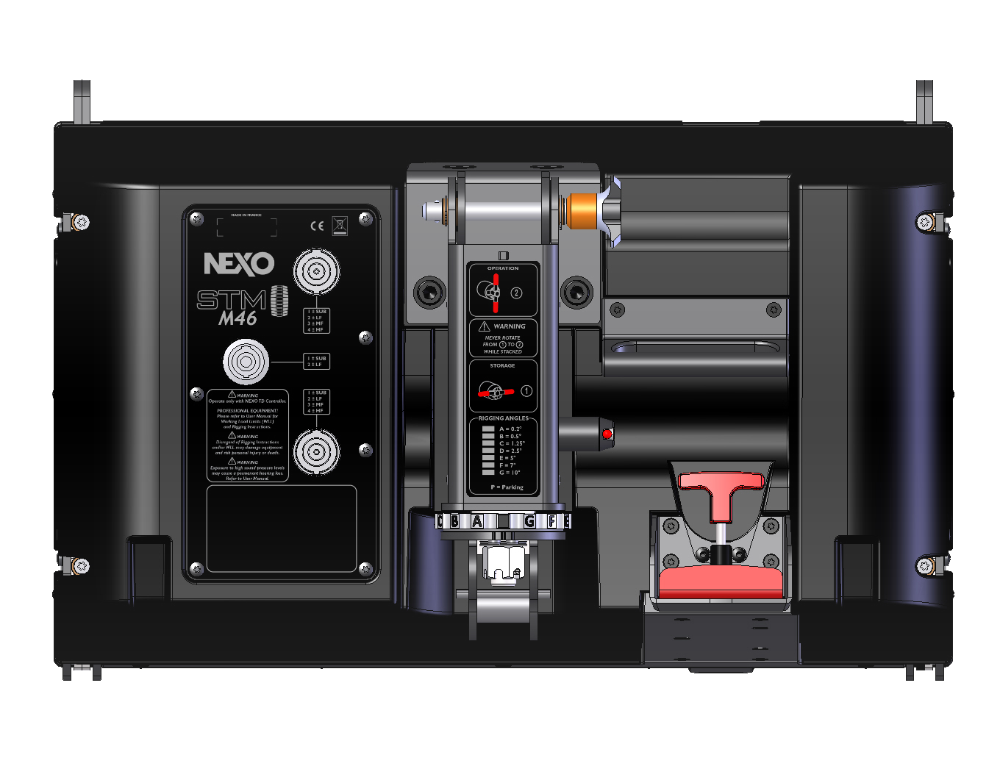 MADE IN FRANCE
CE
NEXO
STM
M46
1 ± SUB
2 ± LF
3 ± MF
4 ± HF
1 ± SUB
2 ± LF
1 ± SUB
2 ± LF
3 ± MF
4 ± HF
WARNING
Operate only with NEXO TD Controller.
PROFESSIONAL EQUIPMENT!
Please refer to User Manual for
Working Load Limits (WLL)
and Rigging Instructions.
WARNING
Disregard of Rigging Instructions
and/or WLL may damage equipment
and risk personal injury or death.
WARNING
Exposure to high sound pressure levels
may cause a permanent hearing loss.
Refer to User Manual.
OPERATION
2
WARNING
NEVER ROTATE
FROM 1 TO 2
WHILE STACKED
STORAGE
1
RIGGING ANGLES
A = 0.2°
B = 0.5°
C = 1.25°
D = 2.5°
E = 5°
F = 7°
G = 10°
P = Parking
B A G F E